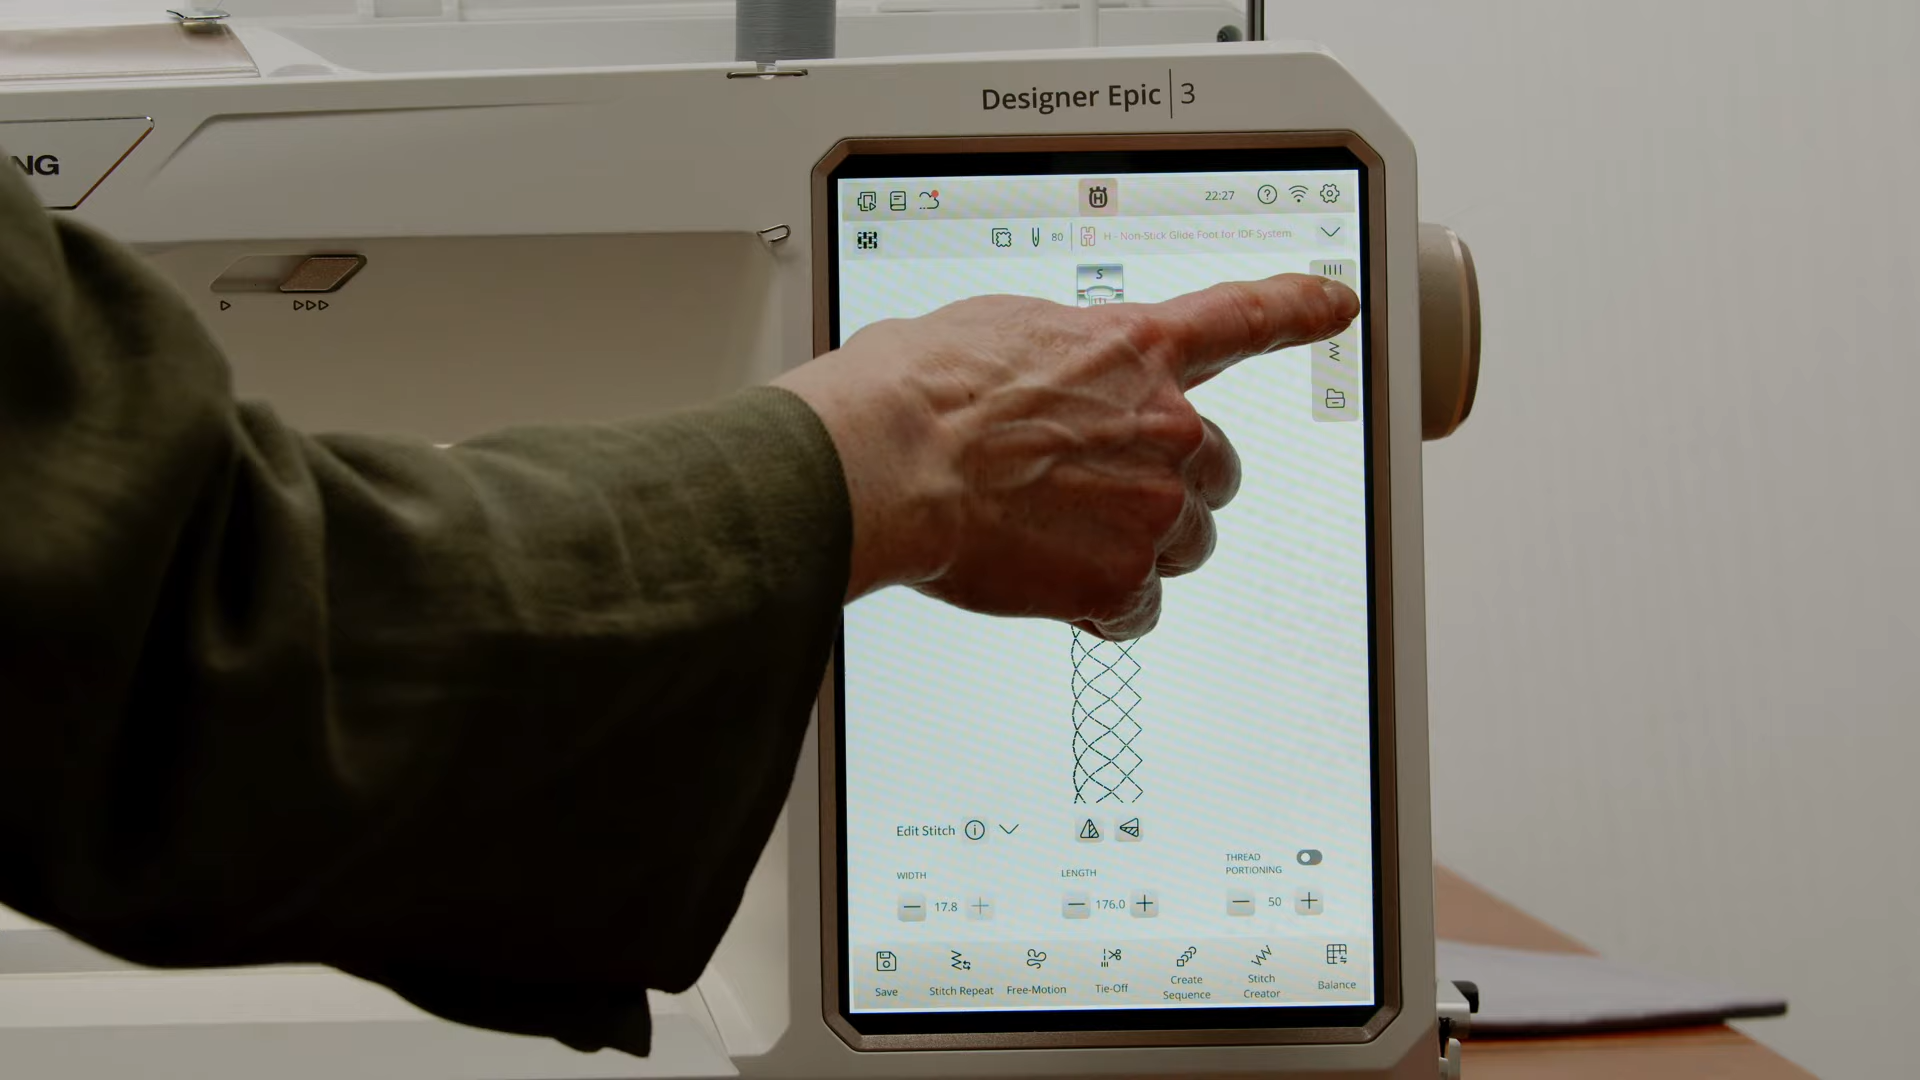 Designer Epic 3
NG
22:27
80 H - Non-Stick Glide Foot for IDF System
S
Edit Stitch
WIDTH
17.8
LENGTH
176.0
THREAD
PORTIONING
50
Save
Stitch Repeat
Free-Motion
Tie-Off
Create
Sequence
Stitch
Creator
Balance